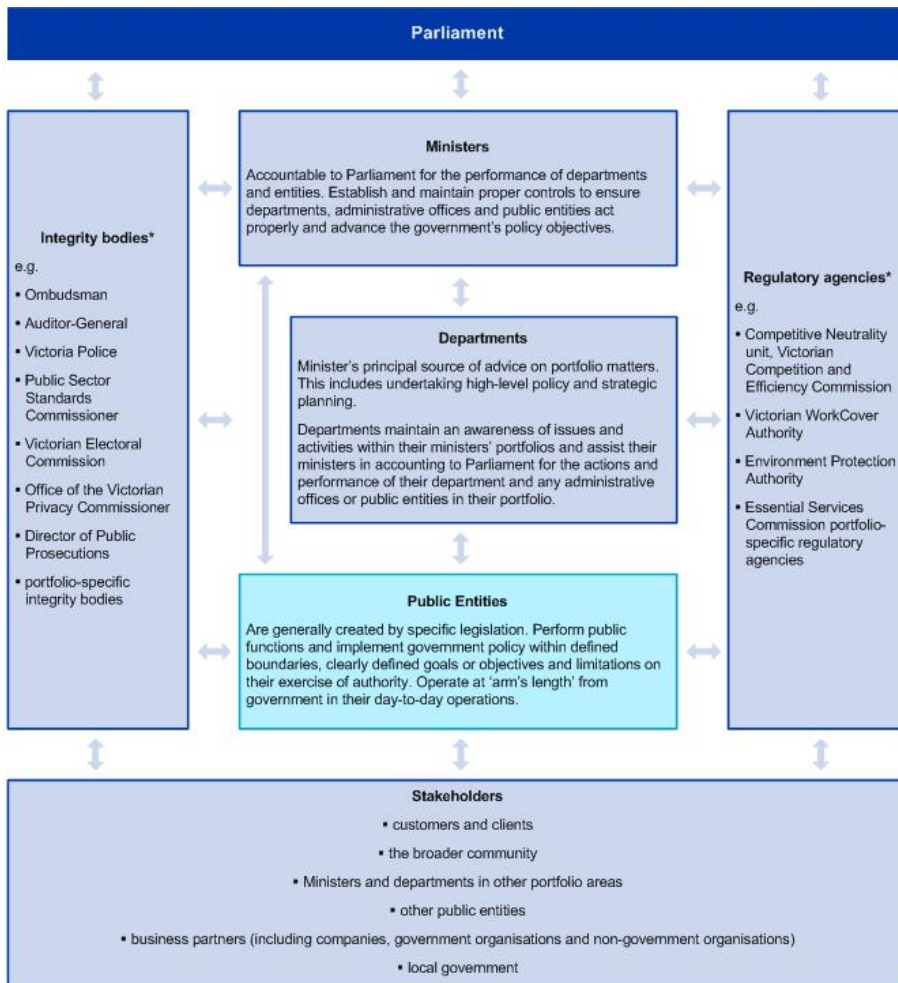 Parliament
Ministers
Accountable to Parliament for the performance of departments
and entities. Establish and maintain proper controls to ensure
departments, administrative offices and public entities act
properly and advance the government's policy objectives.
Integrity bodies*
e.g.
▪ Ombudsman
▪ Auditor-General
▪ Victoria Police
▪ Public Sector
Standards
Commissioner
▪ Victorian Electoral
Commission
▪ Office of the Victorian
Privacy Commissioner
▪ Director of Public
Prosecutions
▪ portfolio-specific
integrity bodies
Departments
Minister's principal source of advice on portfolio matters.
This includes undertaking high-level policy and strategic
planning.
Departments maintain an awareness of issues and
activities within their ministers' portfolios and assist their
ministers in accounting to Parliament for the actions and
performance of their department and any administrative
offices or public entities in their portfolio.
Regulatory agencies*
e.g.
▪ Competitive Neutrality
unit, Victorian
Competition and
Efficiency Commission
▪ Victorian WorkCover
Authority
▪ Environment Protection
Authority
▪ Essential Services
Commission portfolio-
specific regulatory
agencies
Public Entities
Are generally created by specific legislation. Perform public
functions and implement government policy within defined
boundaries, clearly defined goals or objectives and limitations on
their exercise of authority. Operate at 'arm's length' from
government in their day-to-day operations.
Stakeholders
▪ customers and clients
▪ the broader community
▪ Ministers and departments in other portfolio areas
▪ other public entities
▪ business partners (including companies, government organisations and non-government organisations)
▪ local government